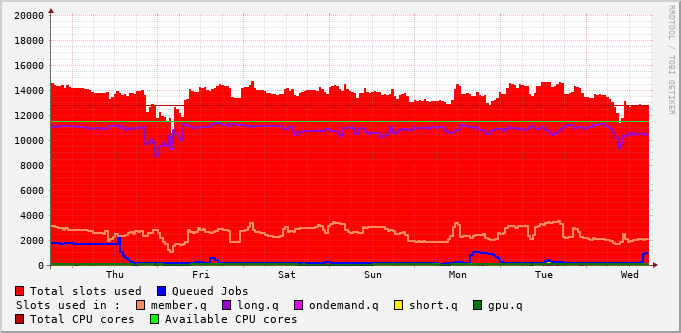 20000
18000
16000
14000
12000
10000
8000
6000
4000
2000
0
Thu Fri Sat Sun Mon Tue Wed
RRDTOOL / TOBI OETIKER
Total slots used Queued Jobs
Slots used in : member.q long.q ondemand.q short.q gpu.q
Total CPU cores Available CPU cores